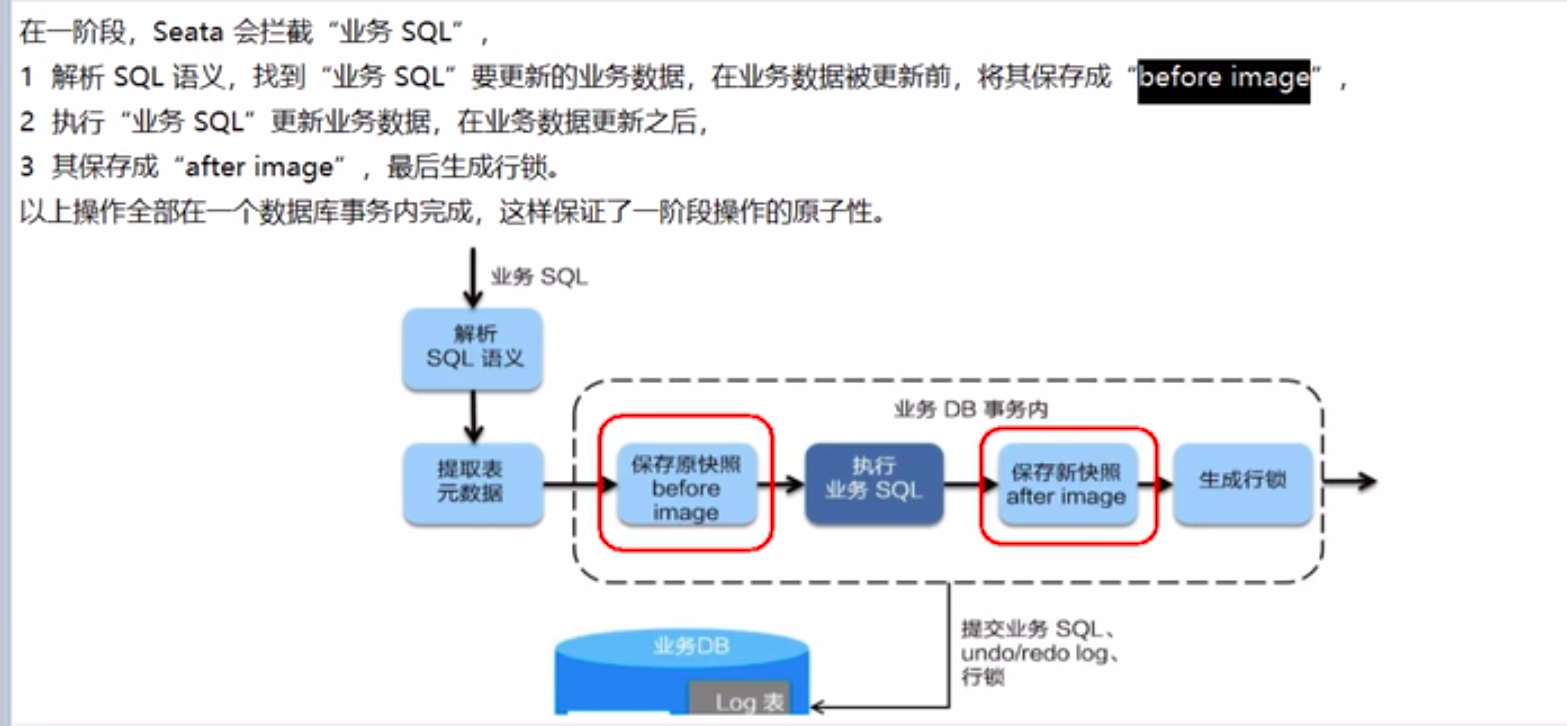 在一阶段，Seata 会拦截“业务 SQL”，
1 解析 SQL 语义，找到“业务 SQL”要更新的业务数据，在业务数据被更新前，将其保存成“before image”，
2 执行“业务 SQL”更新业务数据，在业务数据更新之后，
3 其保存成“after image”，最后生成行锁。
以上操作全部在一个数据库事务内完成，这样保证了一阶段操作的原子性。
业务 SQL
解析
SQL 语义
业务 DB 事务内
提取表
元数据
保存原快照
before
image
执行
业务 SQL
保存新快照
after image
生成行锁
提交业务 SQL、
undo/redo log、
行锁
业务DB
Log 表